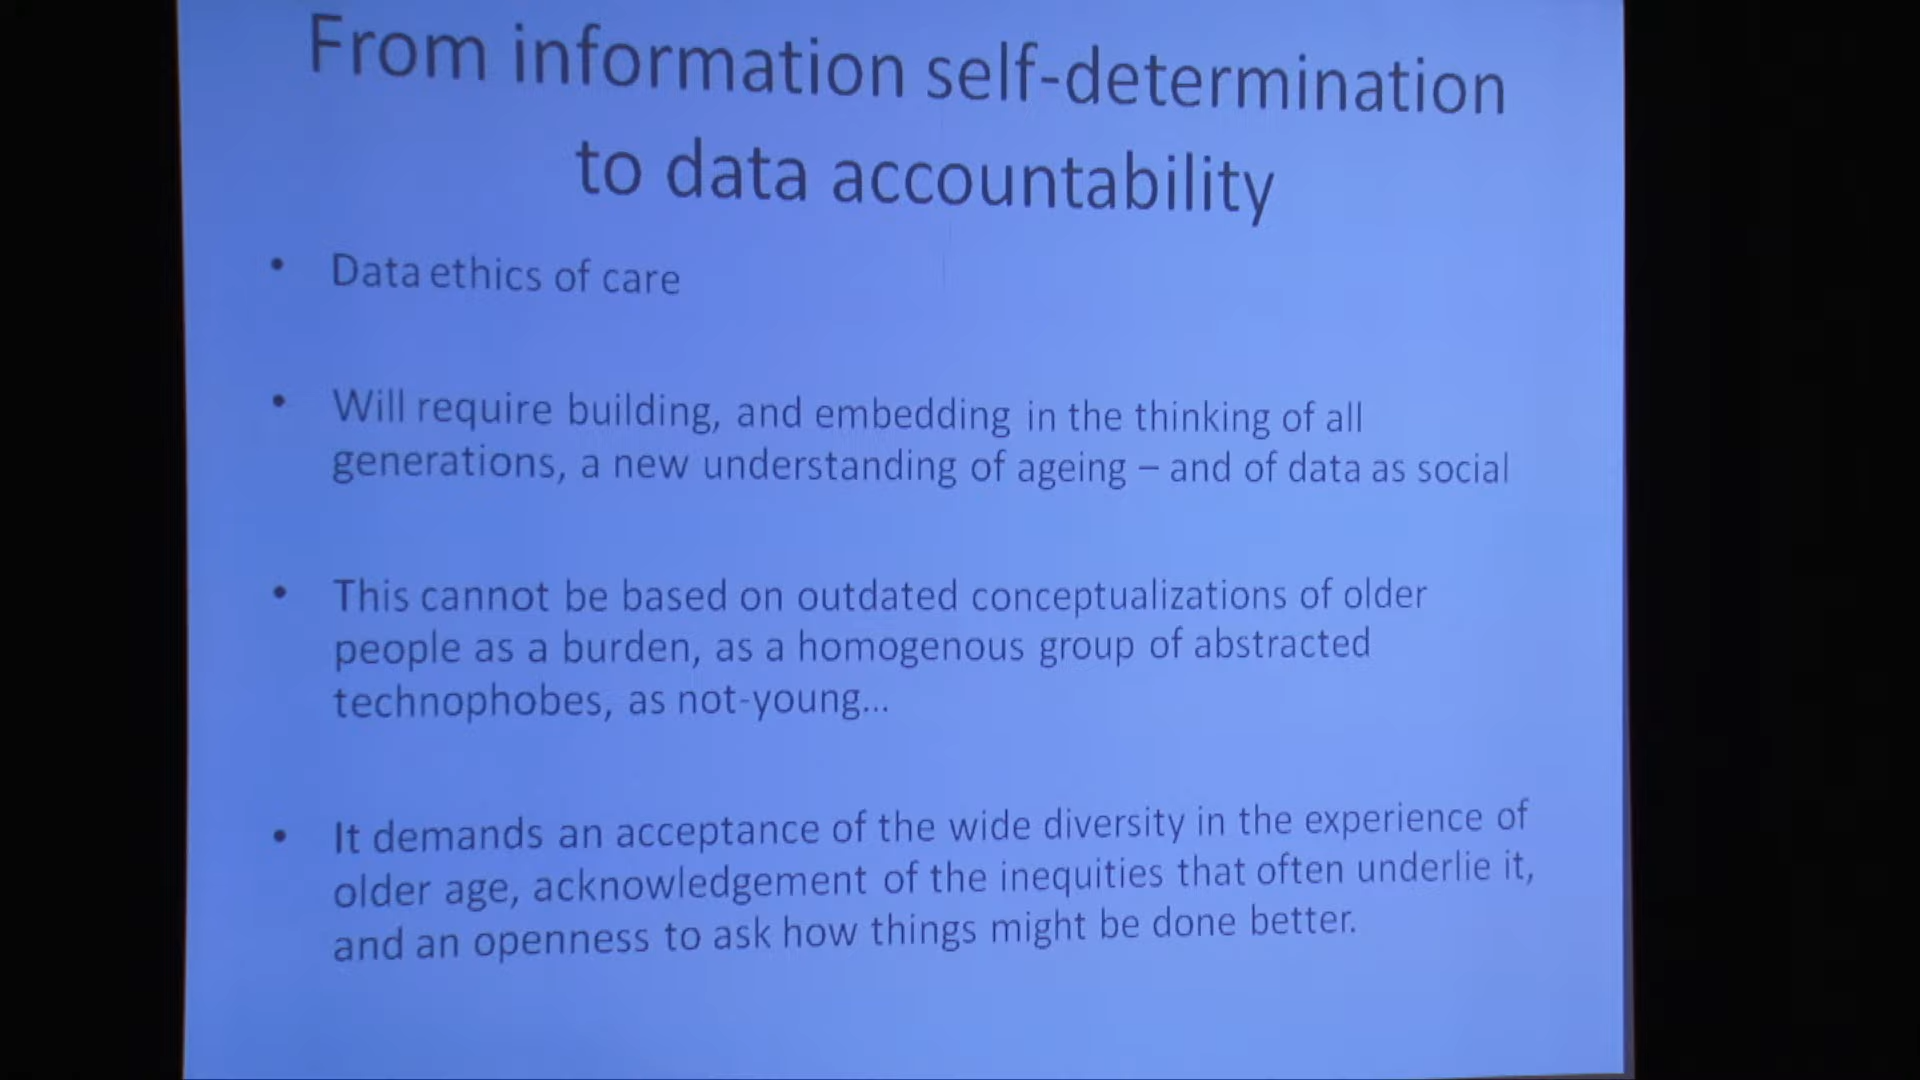 From information self-determination
to data accountability
• Data ethics of care
• Will require building, and embedding in the thinking of all
generations, a new understanding of ageing – and of data as social
• This cannot be based on outdated conceptualizations of older
people as a burden, as a homogenous group of abstracted
technophobes, as not-young...
• It demands an acceptance of the wide diversity in the experience of
older age, acknowledgement of the inequities that often underlie it,
and an openness to ask how things might be done better.